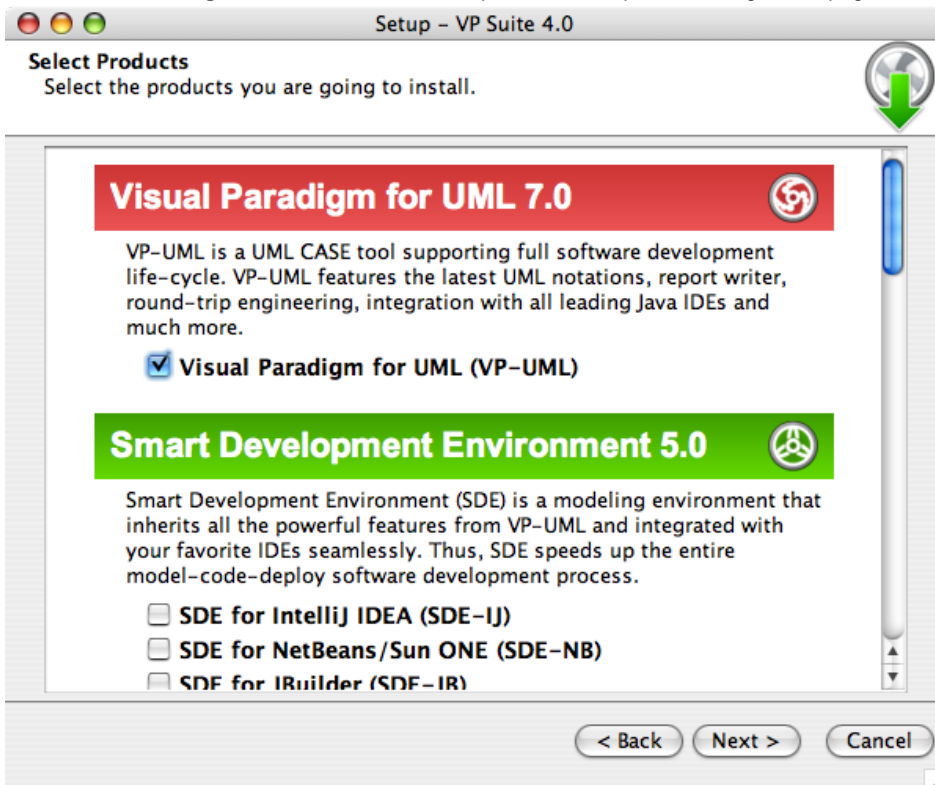 Setup – VP Suite 4.0
Select Products
Select the products you are going to install.
Visual Paradigm for UML 7.0
VP-UML is a UML CASE tool supporting full software development
life-cycle. VP-UML features the latest UML notations, report writer,
round-trip engineering, integration with all leading Java IDEs and
much more.
Visual Paradigm for UML (VP-UML)
Smart Development Environment 5.0
Smart Development Environment (SDE) is a modeling environment that
inherits all the powerful features from VP-UML and integrated with
your favorite IDEs seamlessly. Thus, SDE speeds up the entire
model-code-deploy software development process.
SDE for IntelliJ IDEA (SDE-IJ)
SDE for NetBeans/Sun ONE (SDE-NB)
SDE for JBuilder (SDE-JB)
< Back Next > Cancel